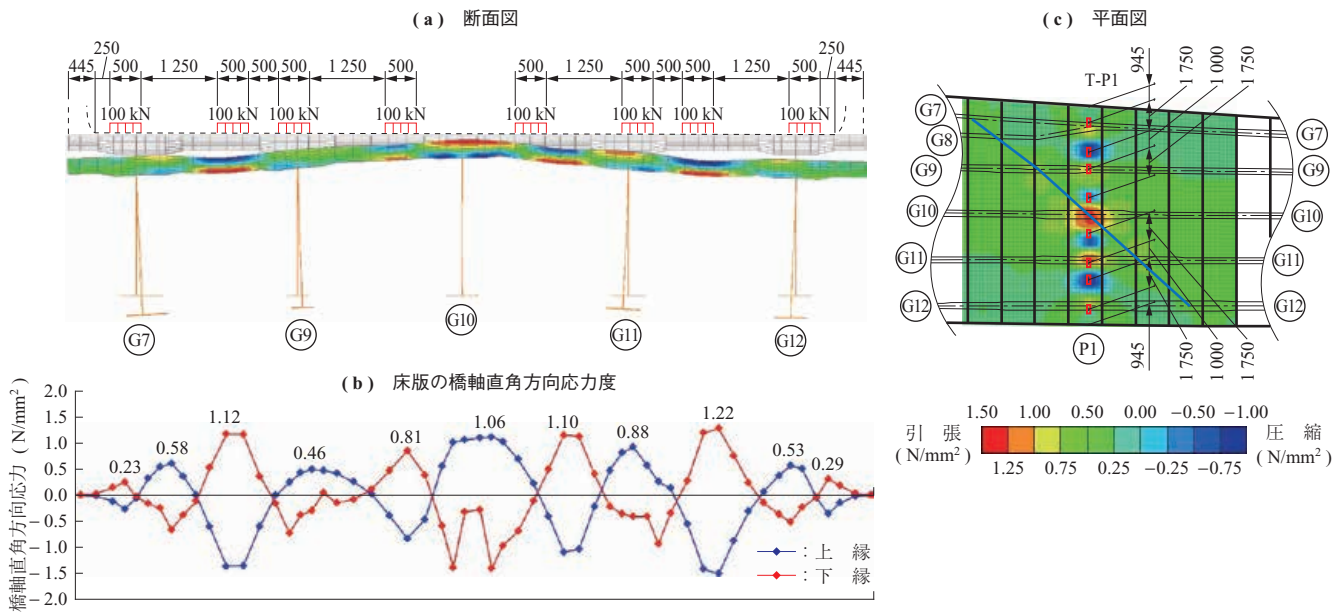 ( a ) 断面図
445 250 500 1 250 500 500 500 1 250 500 500 1 250 500 500 500 1 250 500 250 445
100 kN 100 kN 100 kN 100 kN 100 kN 100 kN 100 kN 100 kN
G7 G9 G10 G11 G12
( b ) 床版の橋軸直角方向応力度
橋軸直角方向応力 ( N/mm² )
2.0
1.5
1.0
0.5
0.0
−0.5
−1.0
−1.5
−2.0
0.23 0.58 1.12 0.46 0.81 1.06 1.10 0.88 1.22 0.53 0.29
：上 縁
：下 縁
( c ) 平面図
945 1 750 1 000 1 750
T-P1
G7 G7
G8
G9 G9
G10 G10
G11 G11
G12 G12
P1
945 1 750 1 000 1 750
1.50 1.00 0.50 0.00 −0.50 −1.00
引 張 圧 縮
( N/mm² ) ( N/mm² )
1.25 0.75 0.25 −0.25 −0.75